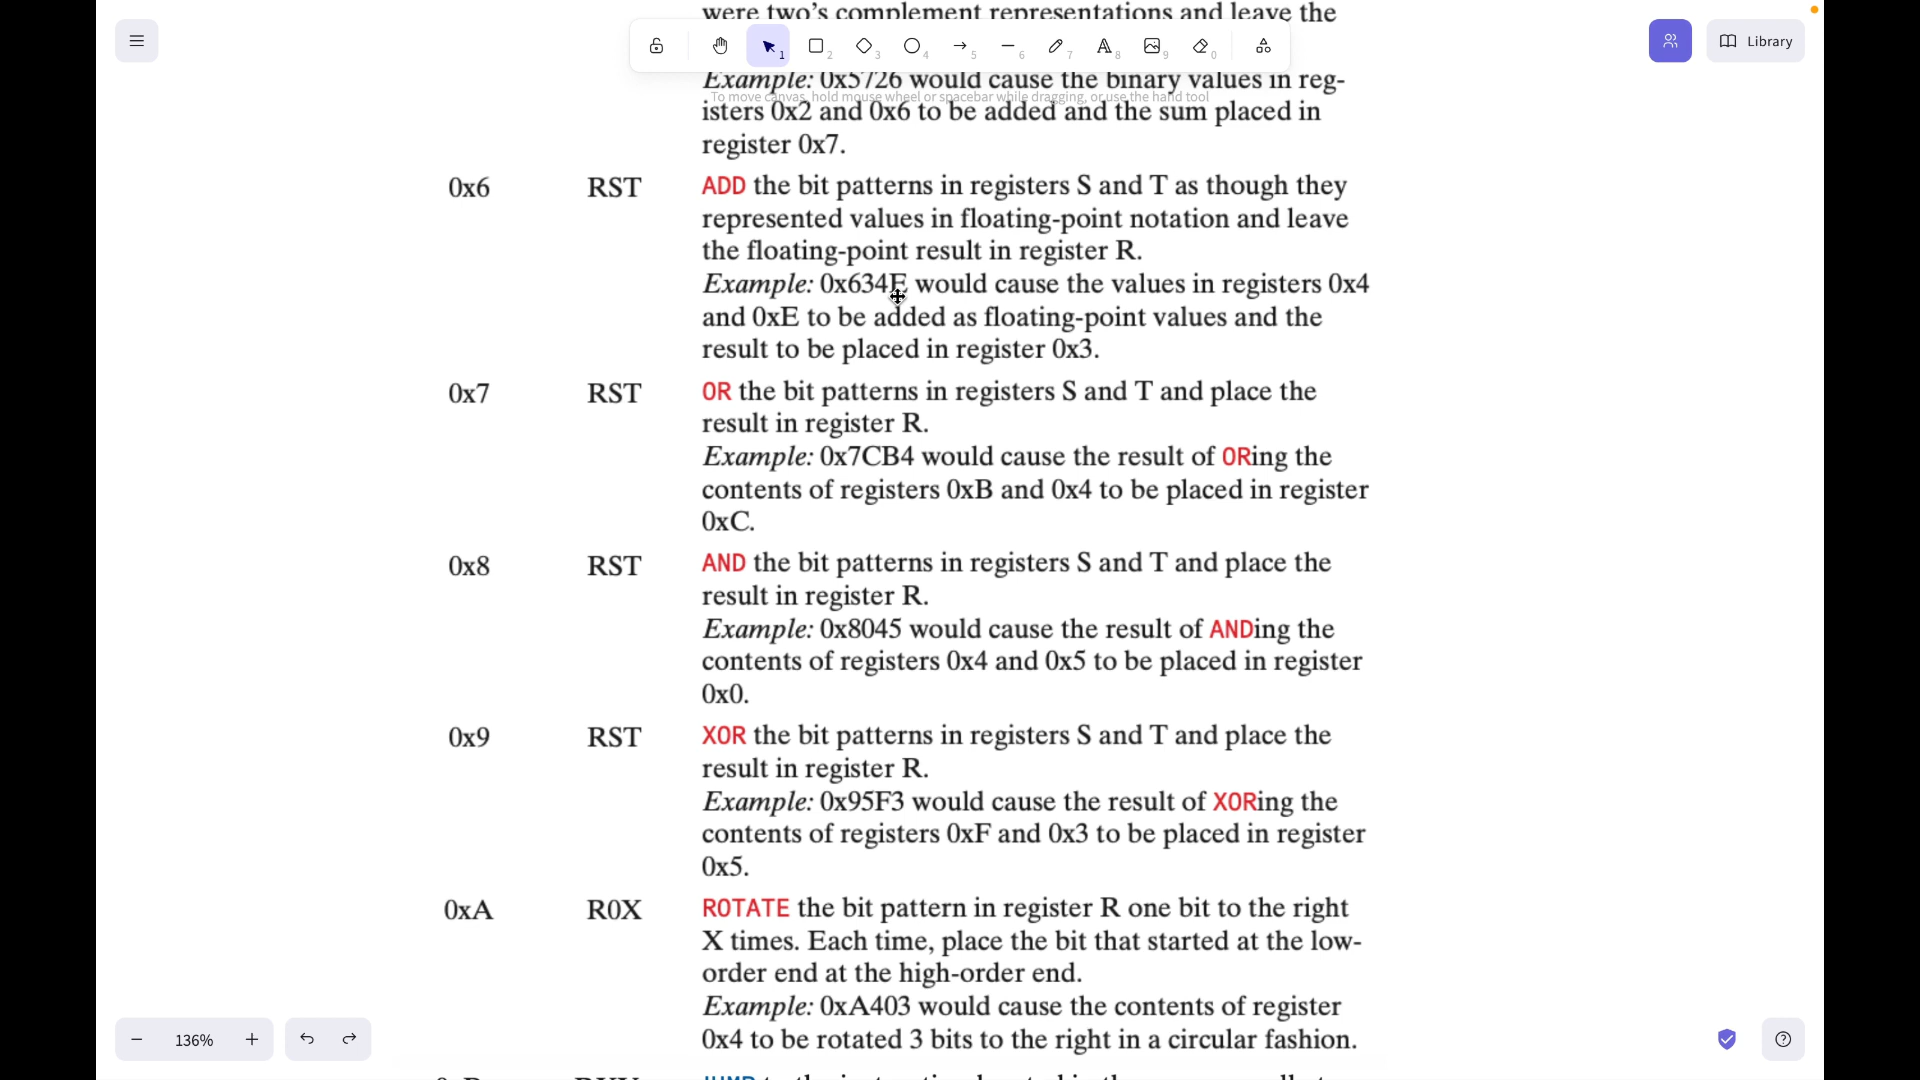 were two's complement representations and leave the
Library
1 2 3 4 5 6 7 8 9 0
Example: 0x5726 would cause the binary values in reg-
To move canvas, hold mouse wheel or spacebar while dragging, or use the hand tool
isters 0x2 and 0x6 to be added and the sum placed in
register 0x7.
0x6 RST ADD the bit patterns in registers S and T as though they
represented values in floating-point notation and leave
the floating-point result in register R.
Example: 0x634E would cause the values in registers 0x4
and 0xE to be added as floating-point values and the
result to be placed in register 0x3.
0x7 RST OR the bit patterns in registers S and T and place the
result in register R.
Example: 0x7CB4 would cause the result of ORing the
contents of registers 0xB and 0x4 to be placed in register
0xC.
0x8 RST AND the bit patterns in registers S and T and place the
result in register R.
Example: 0x8045 would cause the result of ANDing the
contents of registers 0x4 and 0x5 to be placed in register
0x0.
0x9 RST XOR the bit patterns in registers S and T and place the
result in register R.
Example: 0x95F3 would cause the result of XORing the
contents of registers 0xF and 0x3 to be placed in register
0x5.
0xA R0X ROTATE the bit pattern in register R one bit to the right
X times. Each time, place the bit that started at the low-
order end at the high-order end.
Example: 0xA403 would cause the contents of register
0x4 to be rotated 3 bits to the right in a circular fashion.
136%